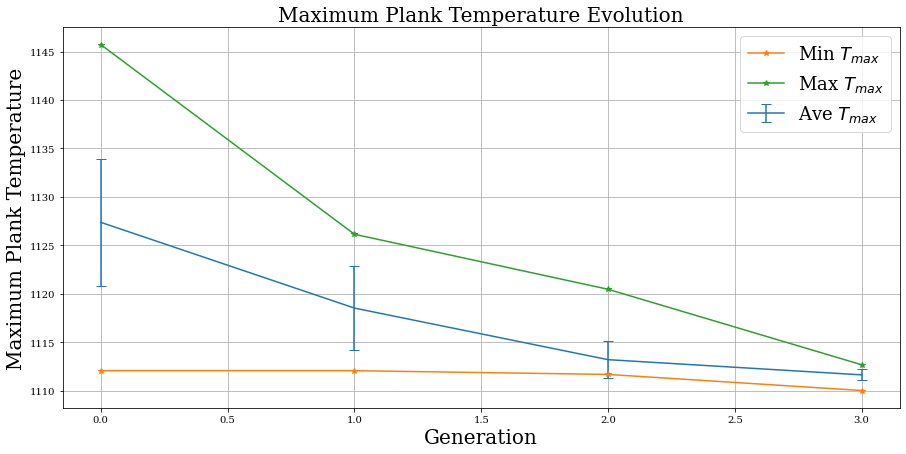 Maximum Plank Temperature Evolution
Maximum Plank Temperature
1145
1140
1135
1130
1125
1120
1115
1110
Min T_max
Max T_max
Ave T_max
0.0 0.5 1.0 1.5 2.0 2.5 3.0
Generation